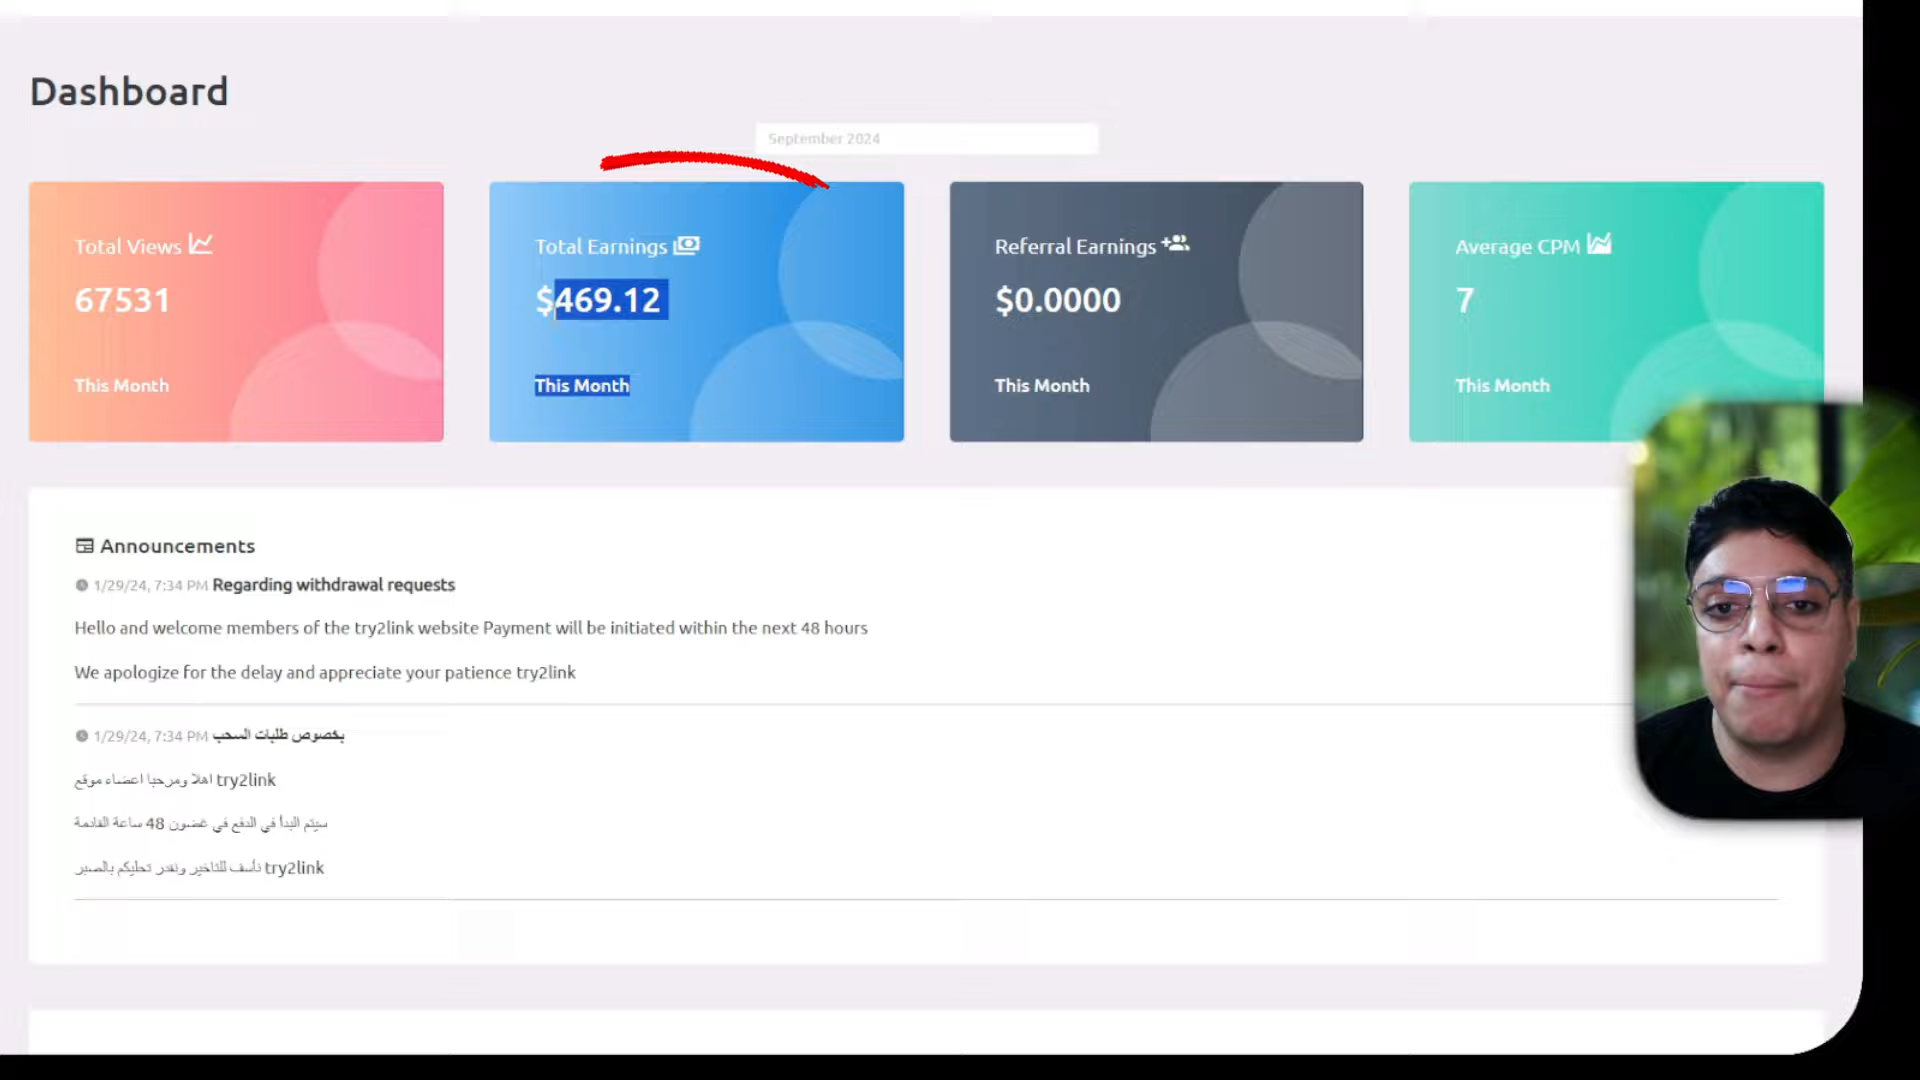 Dashboard
September 2024
Total Views
67531
This Month
Total Earnings
$469.12
This Month
Referral Earnings
$0.0000
This Month
Average CPM
7
This Month
Announcements
1/29/24, 7:34 PM Regarding withdrawal requests
Hello and welcome members of the try2link website Payment will be initiated within the next 48 hours
We apologize for the delay and appreciate your patience try2link
1/29/24, 7:34 PM بخصوص طلبات السحب
اهلا ومرحبا اعضاء موقع try2link
سيتم البدأ في الدفع في غضون 48 ساعة القادمة
نأسف للتاخير ونقدر تحليكم بالصبر try2link